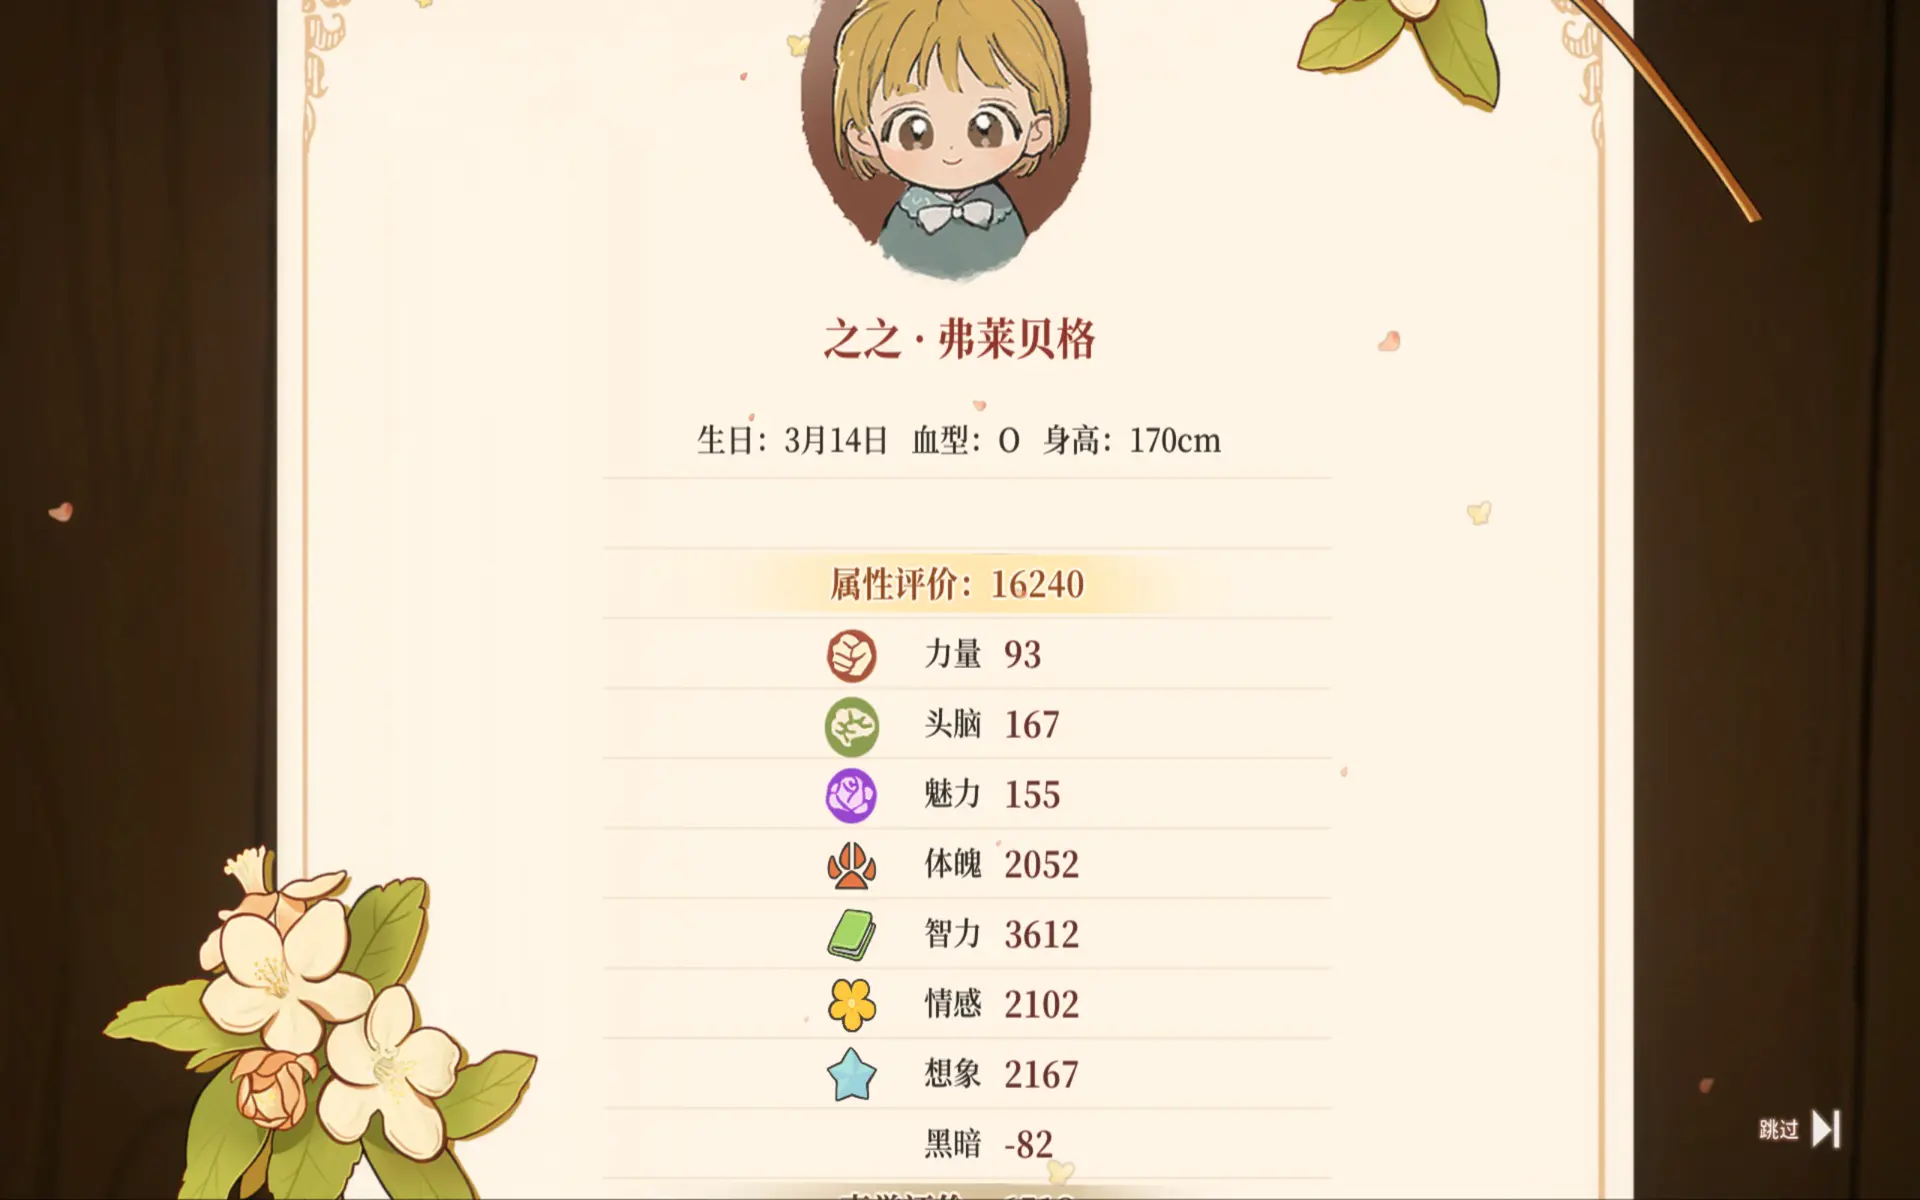 之之·弗莱贝格
生日：3月14日 血型：O 身高：170cm
属性评价：16240
力量 93
头脑 167
魅力 155
体魄 2052
智力 3612
情感 2102
想象 2167
黑暗 -82
跳过